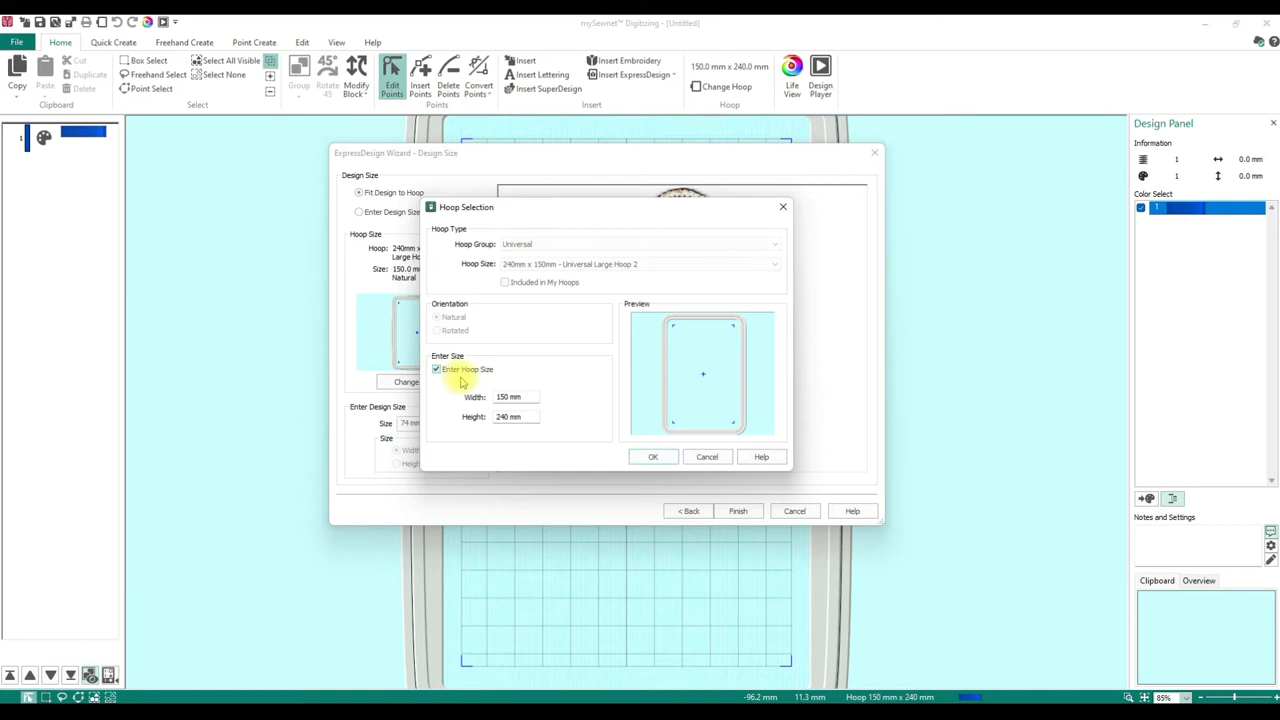 mySewnet Digitizing - [Untitled]
File Home Quick Create Freehand Create Point Create Edit View Help
Copy
Paste
Cut
Duplicate
Delete
Clipboard
Box Select
Freehand Select
Point Select
Select All Visible
Select None
Select
Group
Rotate 45
Modify Block
Edit Points
Insert Points
Delete Points
Convert Points
Points
Insert
Insert Lettering
Insert SuperDesign
Insert Embroidery
Insert ExpressDesign
Insert
150.0 mm x 240.0 mm
Change Hoop
Hoop
Life View
Design Player
1
ExpressDesign Wizard - Design Size
Design Size
Fit Design to Hoop
Enter Design Size
Hoop Size
Hoop: 240mm x
Large Ho
Size: 150.0 m
Natural
Change
Enter Design Size
Size 74 mm
Size
Width
Height
< Back Finish Cancel Help
Hoop Selection
Hoop Type
Hoop Group: Universal
Hoop Size: 240mm x 150mm - Universal Large Hoop 2
Included in My Hoops
Orientation
Natural
Rotated
Enter Size
Enter Hoop Size
Width: 150 mm
Height: 240 mm
Preview
OK Cancel Help
Design Panel
Information
1 0.0 mm
1 0.0 mm
Color Select
1
Notes and Settings
Clipboard Overview
-96.2 mm 11.3 mm Hoop 150 mm x 240 mm 85%